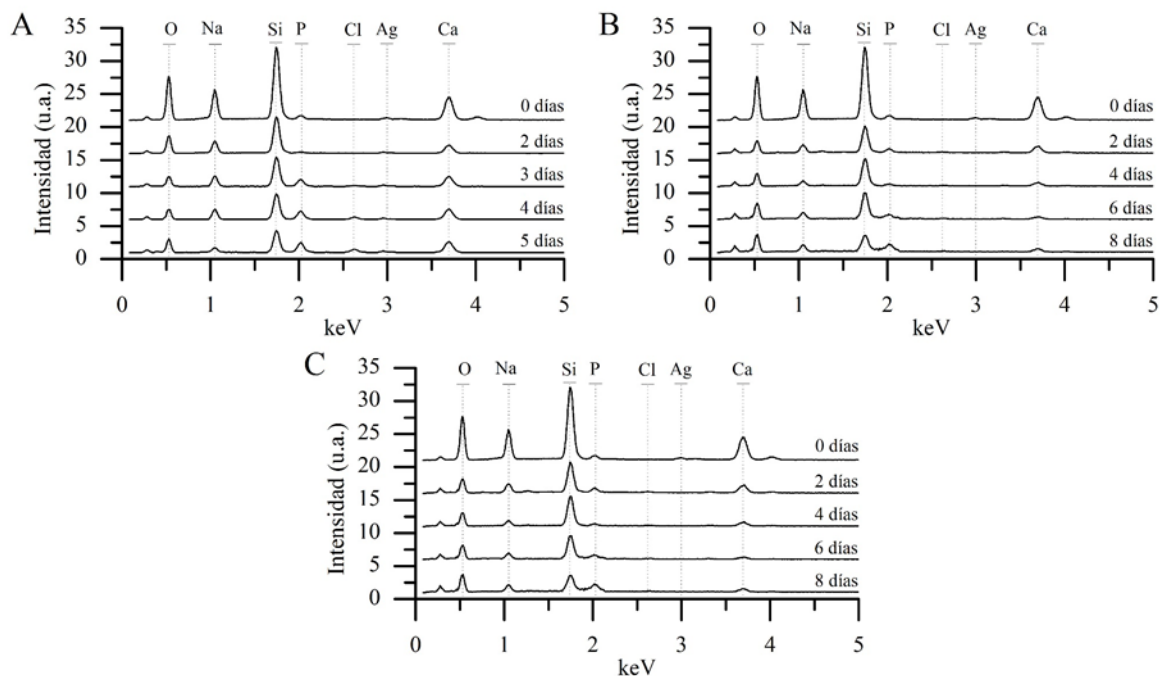 A
35
30
25
20
15
10
5
0
Intensidad (u.a.)
O Na Si P Cl Ag Ca
0 días
2 días
3 días
4 días
5 días
0 1 2 3 4 5
keV
B
35
30
25
20
15
10
5
0
Intensidad (u.a.)
O Na Si P Cl Ag Ca
0 días
2 días
4 días
6 días
8 días
0 1 2 3 4 5
keV
C
35
30
25
20
15
10
5
0
Intensidad (u.a.)
O Na Si P Cl Ag Ca
0 días
2 días
4 días
6 días
8 días
0 1 2 3 4 5
keV